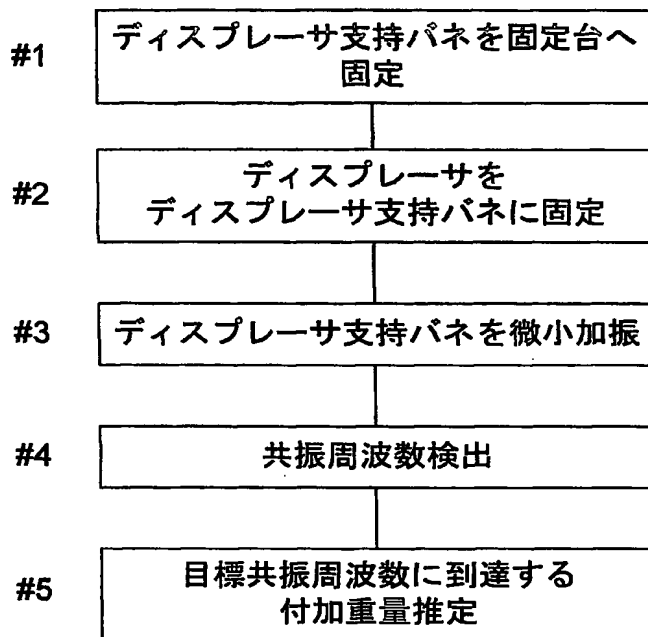 #1
ディスプレーサ支持バネを固定台へ
固定
#2
ディスプレーサを
ディスプレーサ支持バネに固定
#3
ディスプレーサ支持バネを微小加振
#4
共振周波数検出
#5
目標共振周波数に到達する
付加重量推定